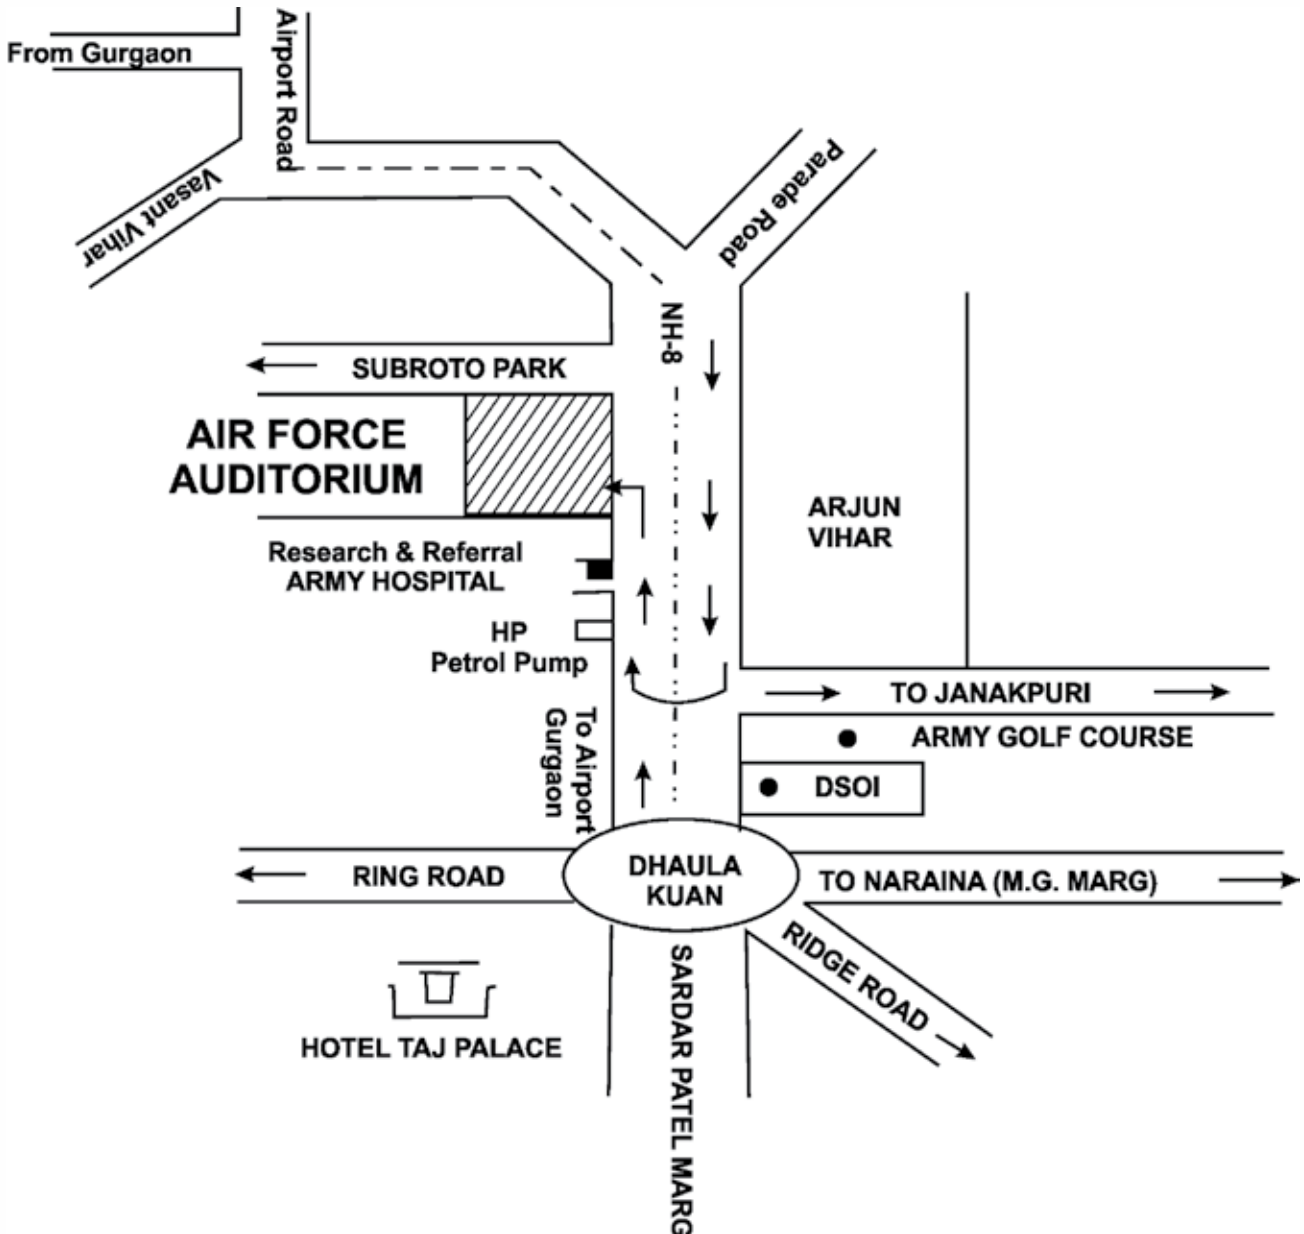 Airport Road
From Gurgaon
Parade Road
Vasant Vihar
NH-8
SUBROTO PARK
AIR FORCE
AUDITORIUM
ARJUN
VIHAR
Research & Referral
ARMY HOSPITAL
HP
Petrol Pump
TO JANAKPURI
To Airport
Gurgaon
ARMY GOLF COURSE
DSOI
DHAULA
KUAN
RING ROAD
TO NARAINA (M.G. MARG)
RIDGE ROAD
SARDAR PATEL MARG
HOTEL TAJ PALACE